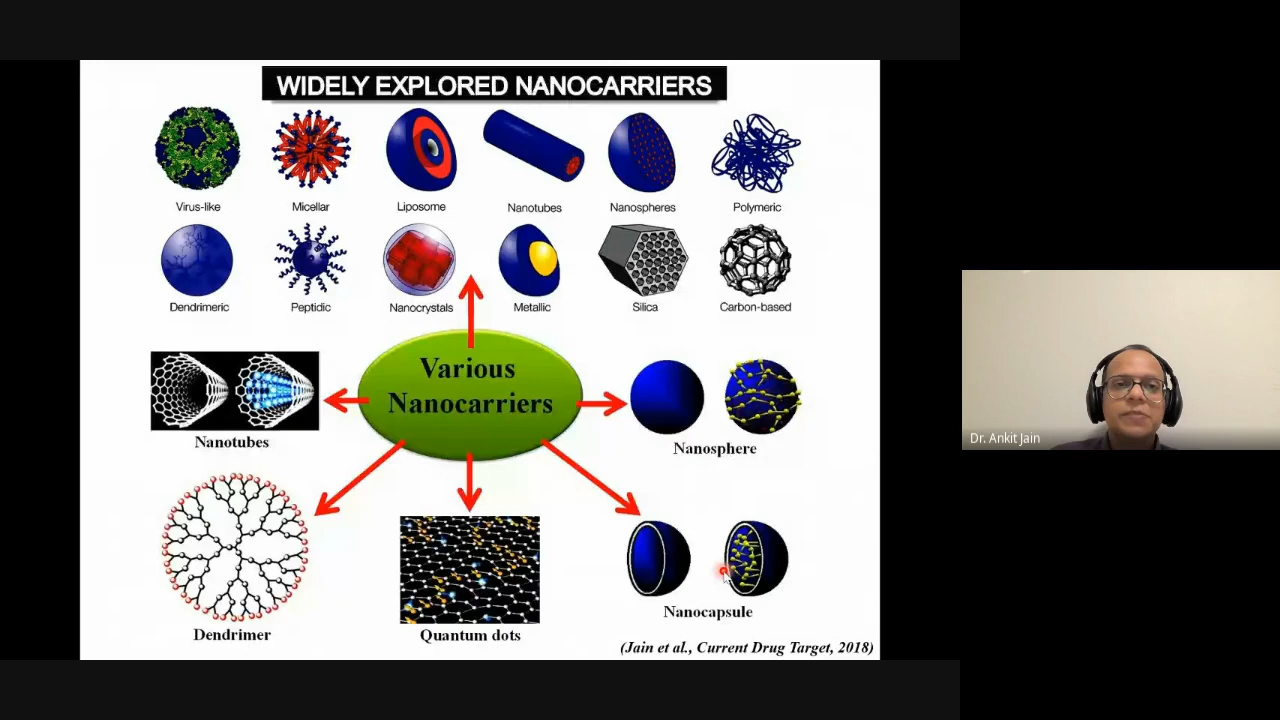 WIDELY EXPLORED NANOCARRIERS
Virus-like
Micellar
Liposome
Nanotubes
Nanospheres
Polymeric
Dendrimeric
Peptidic
Nanocrystals
Metallic
Silica
Carbon-based
Various
Nanocarriers
Nanotubes
Nanosphere
Dendrimer
Quantum dots
Nanocapsule
(Jain et al., Current Drug Target, 2018)
Dr. Ankit Jain